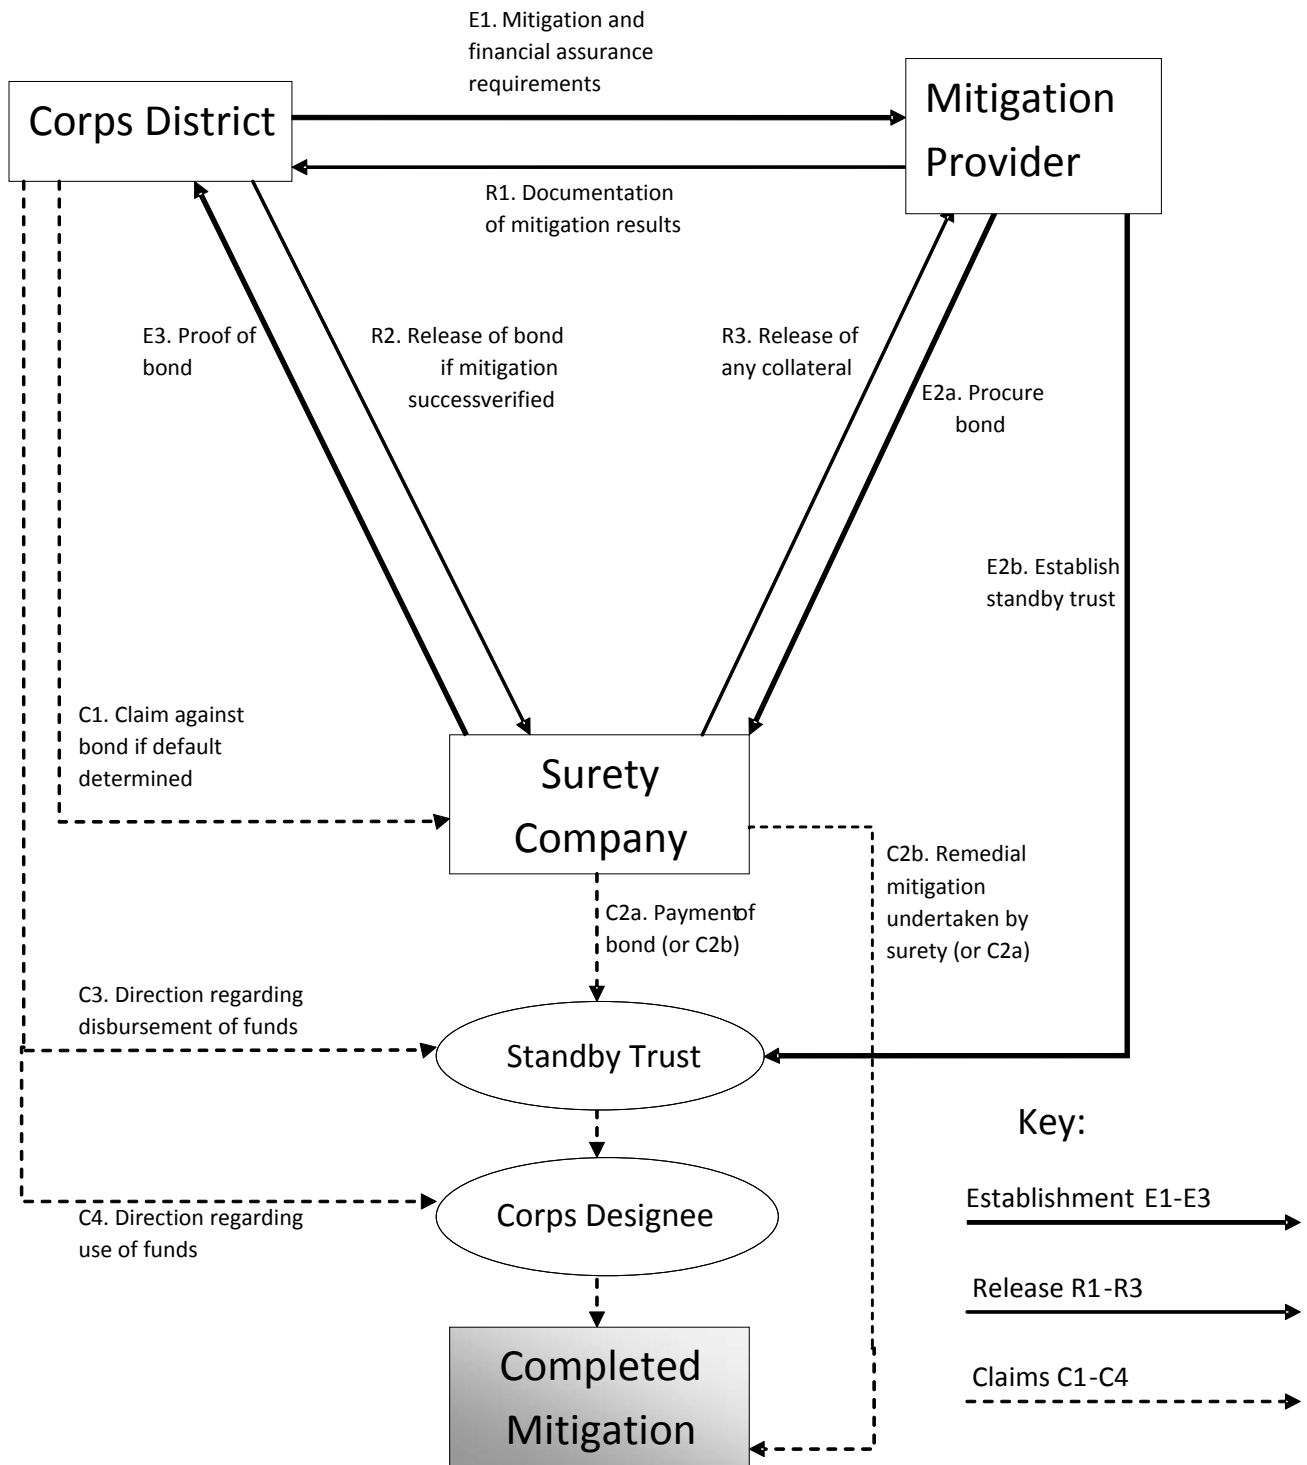 E1. Mitigation and
financial assurance
requirements
Corps District
Mitigation
Provider
R1. Documentation
of mitigation results
E3. Proof of
bond
R2. Release of bond
if mitigation
successverified
R3. Release of
any collateral
E2a. Procure
bond
E2b. Establish
standby trust
C1. Claim against
bond if default
determined
Surety
Company
C2b. Remedial
mitigation
undertaken by
surety (or C2a)
C2a. Paymentof
bond (or C2b)
C3. Direction regarding
disbursement of funds
Standby Trust
Key:
Establishment E1-E3
Corps Designee
C4. Direction regarding
use of funds
Release R1-R3
Completed
Mitigation
Claims C1-C4